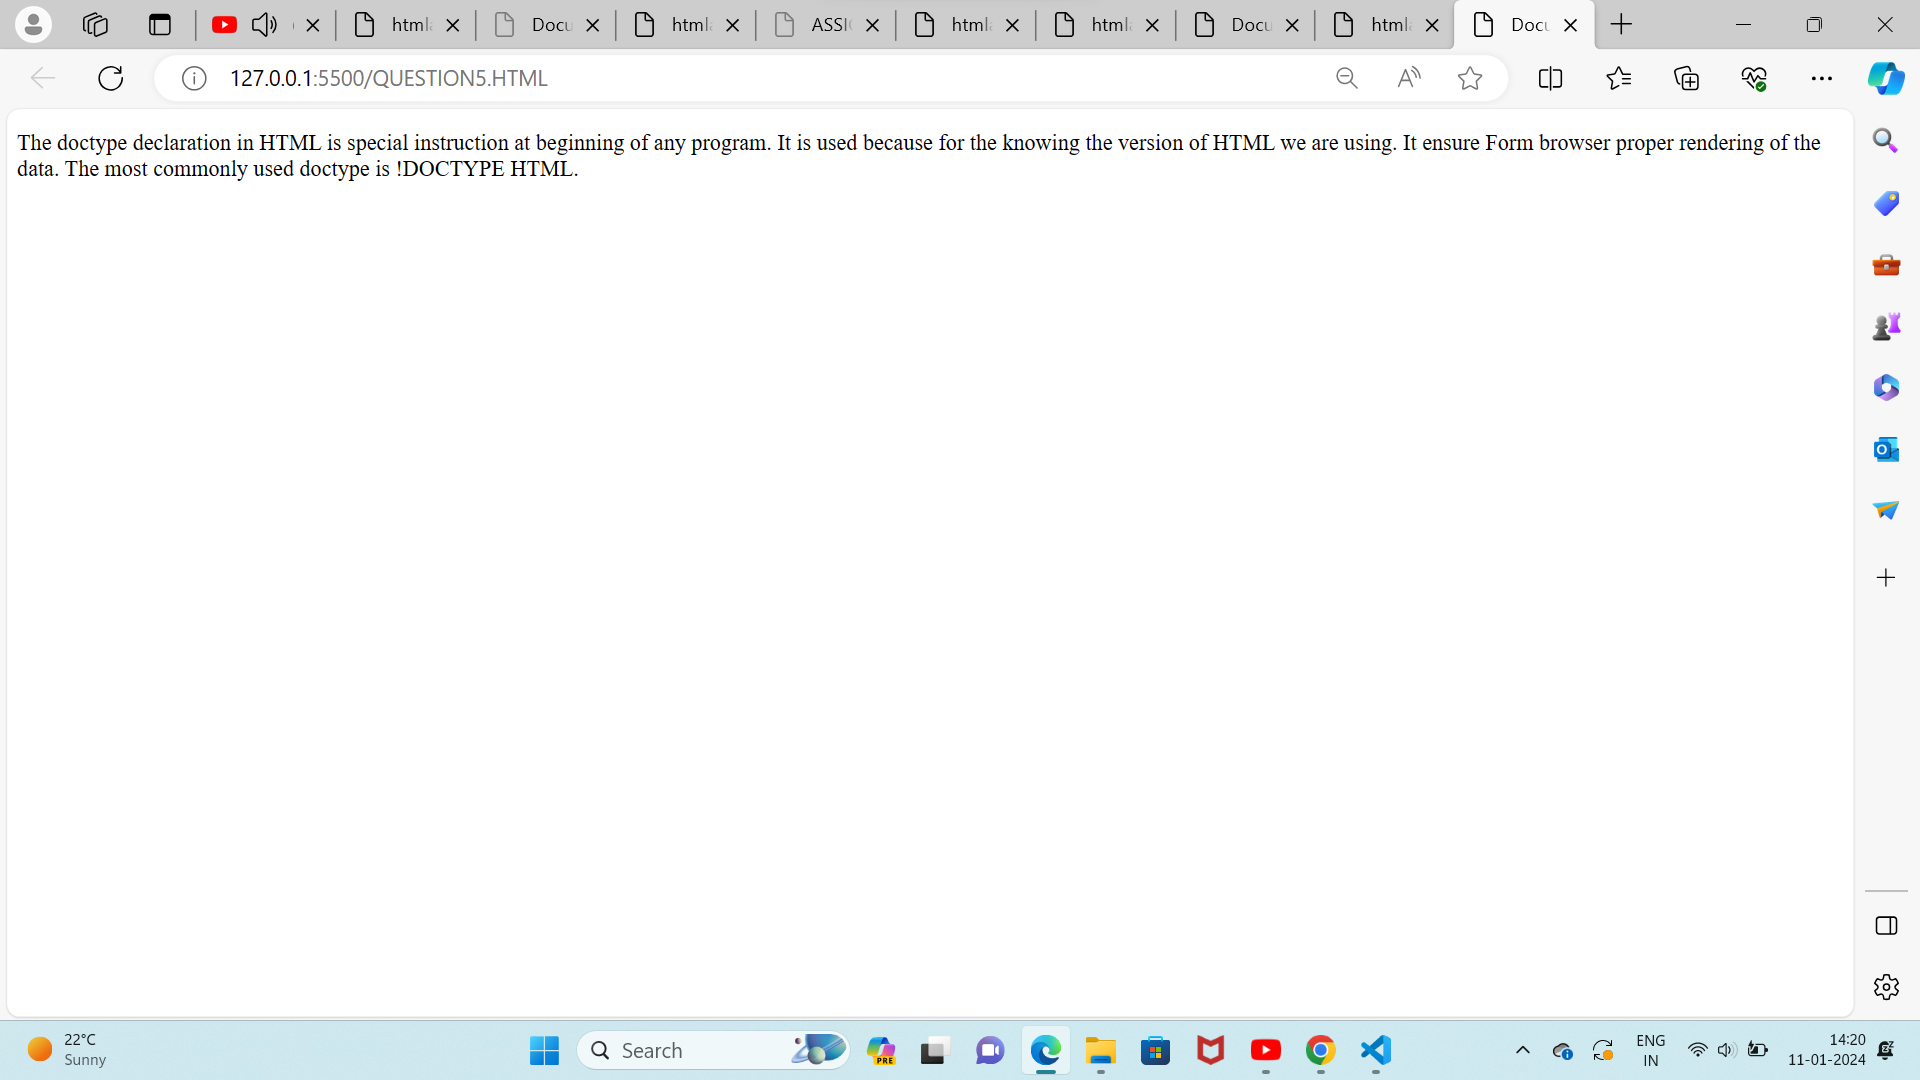 Docu
html
ASSI
html
html
Docu
html
Docu
127.0.0.1:5500/QUESTION5.HTML
The doctype declaration in HTML is special instruction at beginning of any program. It is used because for the knowing the version of HTML we are using. It ensure Form browser proper rendering of the
data. The most commonly used doctype is !DOCTYPE HTML.
22°C
Sunny
Search
PRE
ENG
IN
14:20
11-01-2024